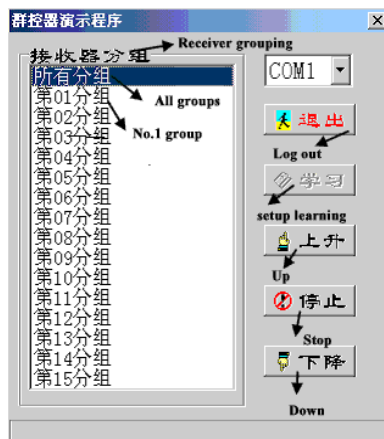 群控器演示程序
接收器分组
Receiver grouping
所有分组
All groups
第01分组
No.1 group
第02分组
第03分组
第04分组
第05分组
第06分组
第07分组
第08分组
第09分组
第10分组
第11分组
第12分组
第13分组
第14分组
第15分组
COM1
退出
Log out
学习
setup learning
上升
Up
停止
Stop
下降
Down